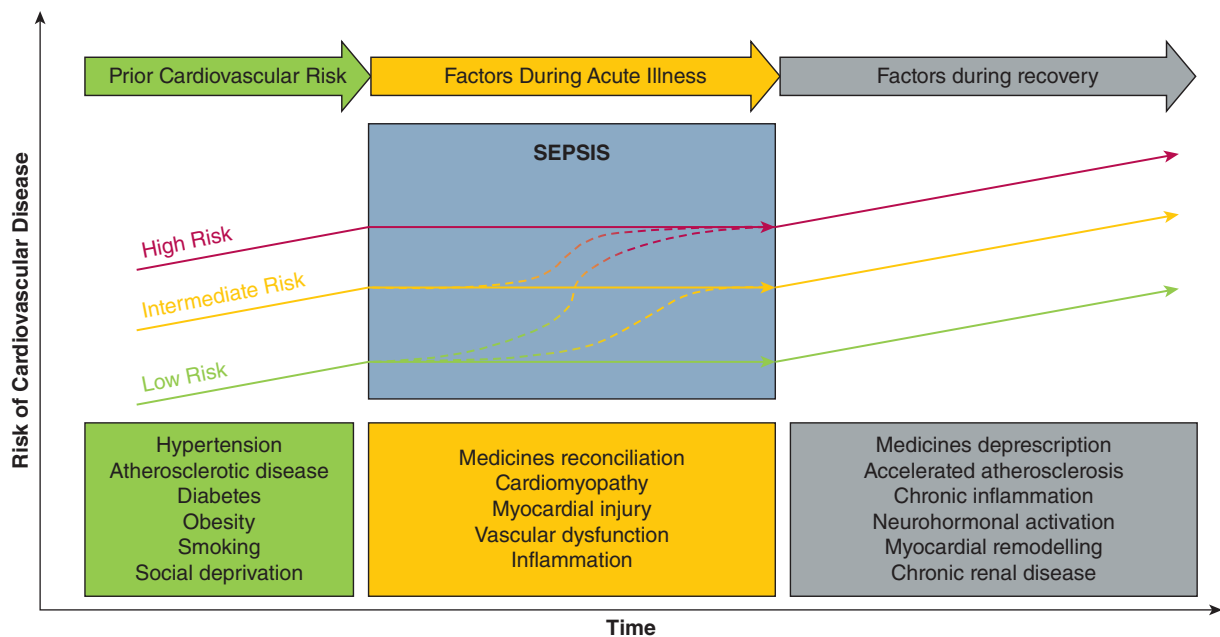 Prior Cardiovascular Risk
Factors During Acute Illness
Factors during recovery
SEPSIS
High Risk
Intermediate Risk
Low Risk
Risk of Cardiovascular Disease
Hypertension
Atherosclerotic disease
Diabetes
Obesity
Smoking
Social deprivation
Medicines reconciliation
Cardiomyopathy
Myocardial injury
Vascular dysfunction
Inflammation
Medicines deprescription
Accelerated atherosclerosis
Chronic inflammation
Neurohormonal activation
Myocardial remodelling
Chronic renal disease
Time